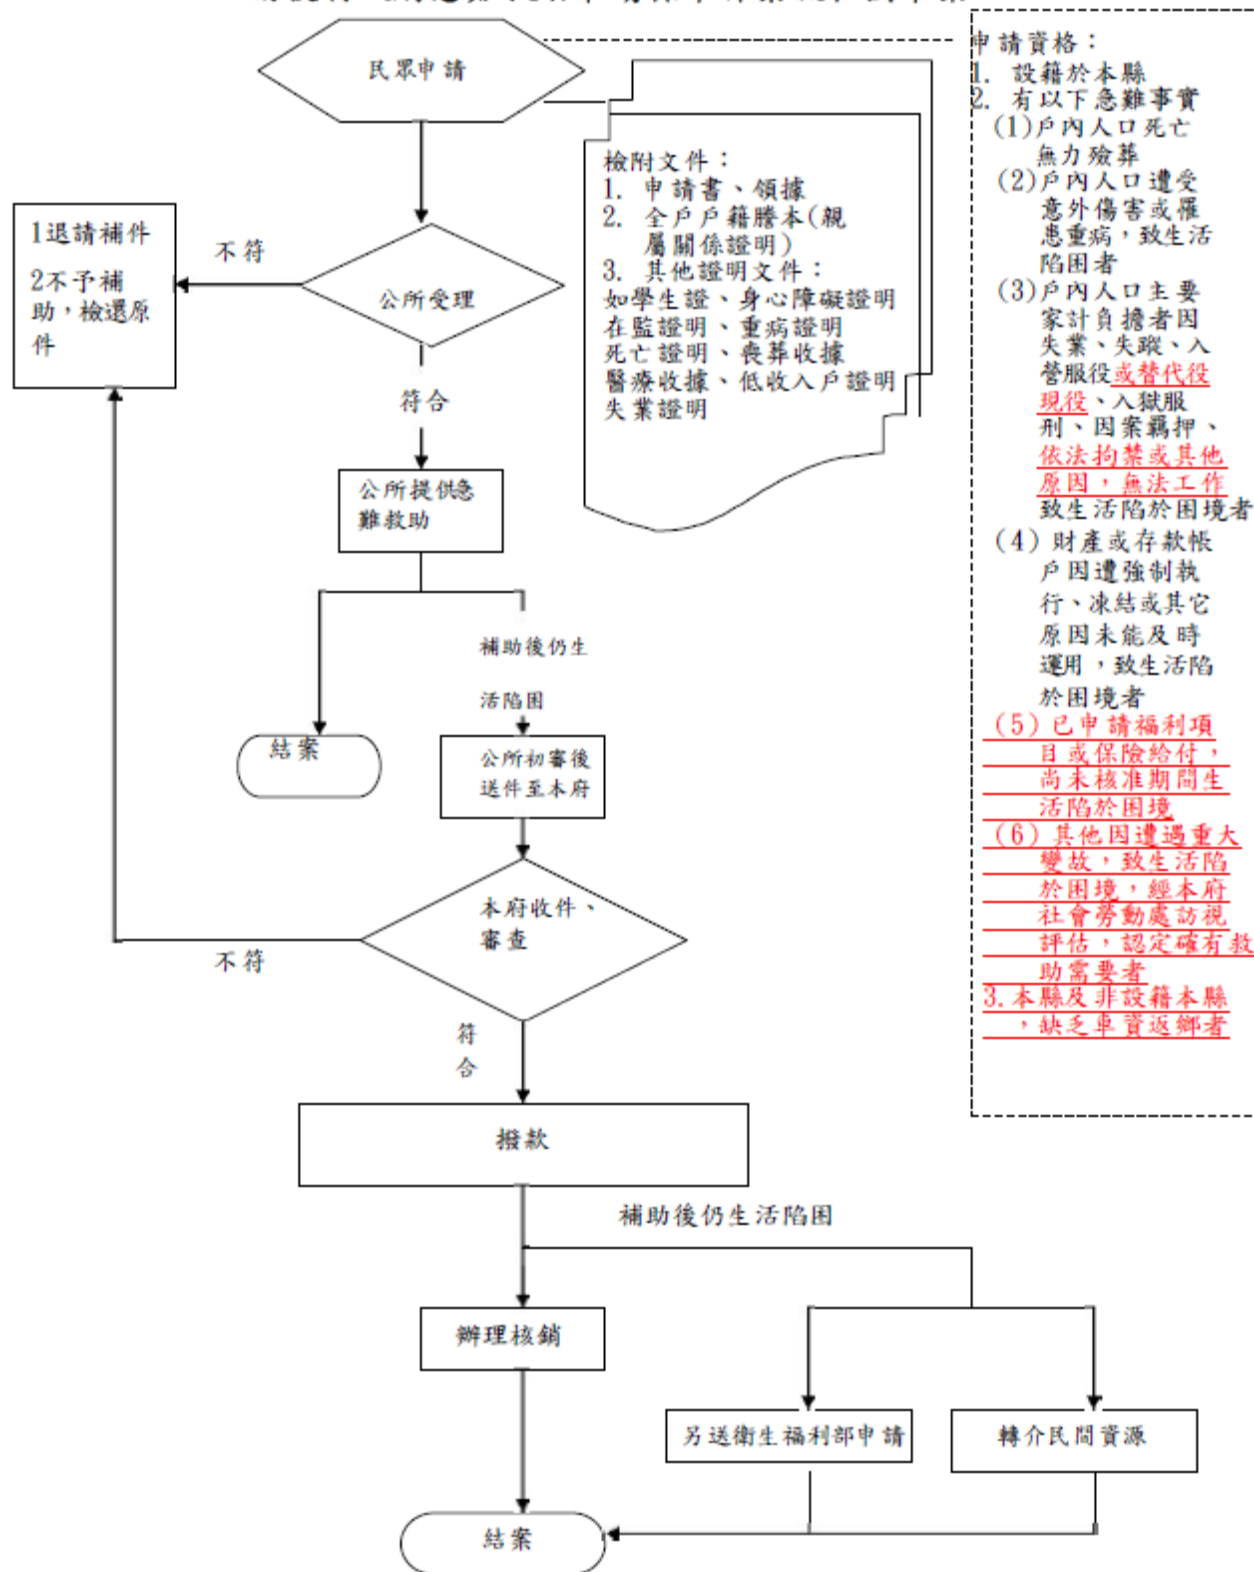 民眾申請
申請資格：
1. 設籍於本縣
2. 有以下急難事實
(1)戶內人口死亡
無力殮葬
(2)戶內人口遭受
意外傷害或罹
患重病，致生活
陷困者
(3)戶內人口主要
家計負擔者因
失業、失蹤、入
營服役或替代役
現役、入獄服
刑、因案羈押、
依法拘禁或其他
原因，無法工作
致生活陷於困境者
(4) 財產或存款帳
戶因遭強制執
行、凍結或其它
原因未能及時
運用，致生活陷
於困境者
(5) 已申請福利項
目或保險給付，
尚未核准期間生
活陷於困境
(6) 其他因遭遇重大
變故，致生活陷
於困境，經本府
社會勞動處訪視
評估，認定確有救
助需要者
3.本縣及非設籍本縣
，缺乏車資返鄉者
檢附文件：
1. 申請書、領據
2. 全戶戶籍謄本(親
屬關係證明)
3. 其他證明文件：
如學生證、身心障礙證明
在監證明、重病證明
死亡證明、喪葬收據
醫療收據、低收入戶證明
失業證明
1退請補件
2不予補
助，檢還原
件
不符
公所受理
符合
公所提供急
難救助
補助後仍生
活陷困
結案
公所初審後
送件至本府
本府收件、
審查
不符
符
合
撥款
補助後仍生活陷困
辦理核銷
另送衛生福利部申請
轉介民間資源
結案